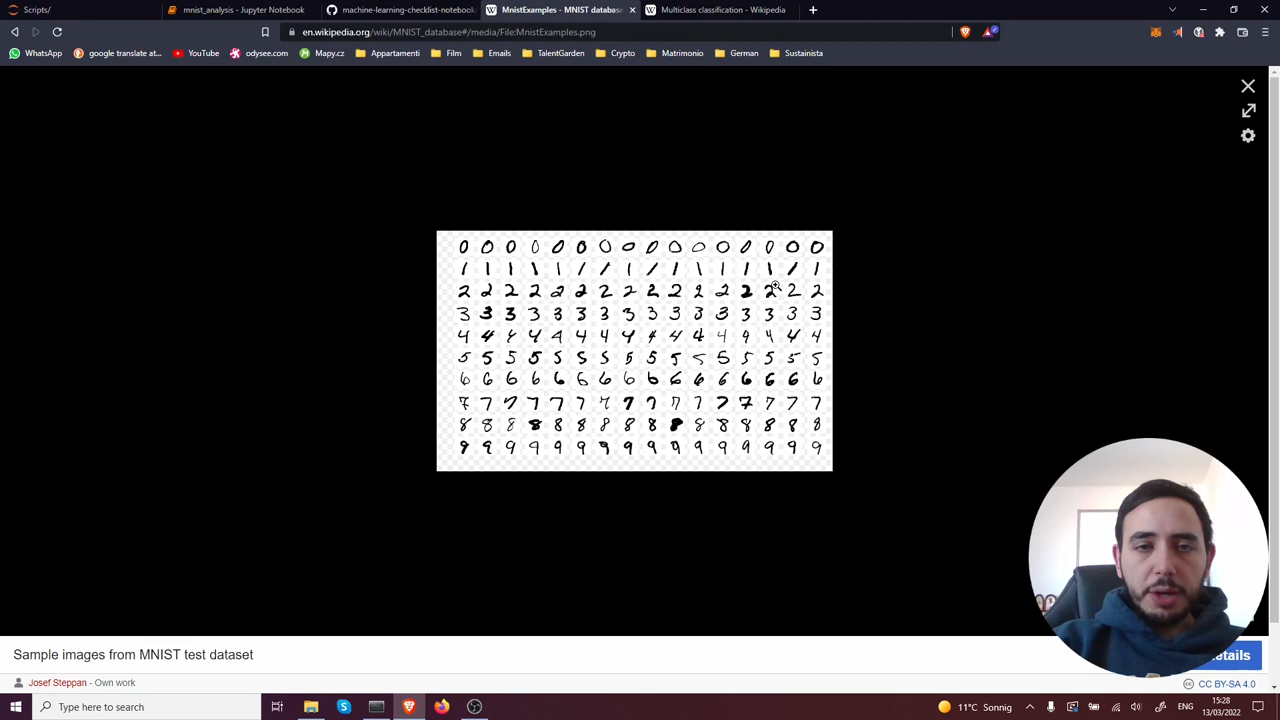 Scripts/
mnist_analysis - Jupyter Notebook
machine-learning-checklist-notebook
MnistExamples - MNIST database
Multiclass classification - Wikipedia
en.wikipedia.org/wiki/MNIST_database#/media/File:MnistExamples.png
WhatsApp
google translate at...
YouTube
odysee.com
Mapy.cz
Appartamenti
Film
Emails
TalentGarden
Crypto
Matrimonio
German
Sustainista
0 0 0 0 0 0 0 0 0 0 0 0 0 0 0 0
1 1 1 1 1 1 1 1 1 1 1 1 1 1 1 1
2 2 2 2 2 2 2 2 2 2 2 2 2 2 2 2
3 3 3 3 3 3 3 3 3 3 3 3 3 3 3 3
4 4 4 4 4 4 4 4 4 4 4 4 4 4 4 4
5 5 5 5 5 5 5 5 5 5 5 5 5 5 5 5
6 6 6 6 6 6 6 6 6 6 6 6 6 6 6 6
7 7 7 7 7 7 7 7 7 7 7 7 7 7 7 7
8 8 8 8 8 8 8 8 8 8 8 8 8 8 8 8
9 9 9 9 9 9 9 9 9 9 9 9 9 9 9 9
Sample images from MNIST test dataset
etails
Josef Steppan - Own work
CC BY-SA 4.0
Type here to search
11°C Sonnig
ENG
15:28
13/03/2022